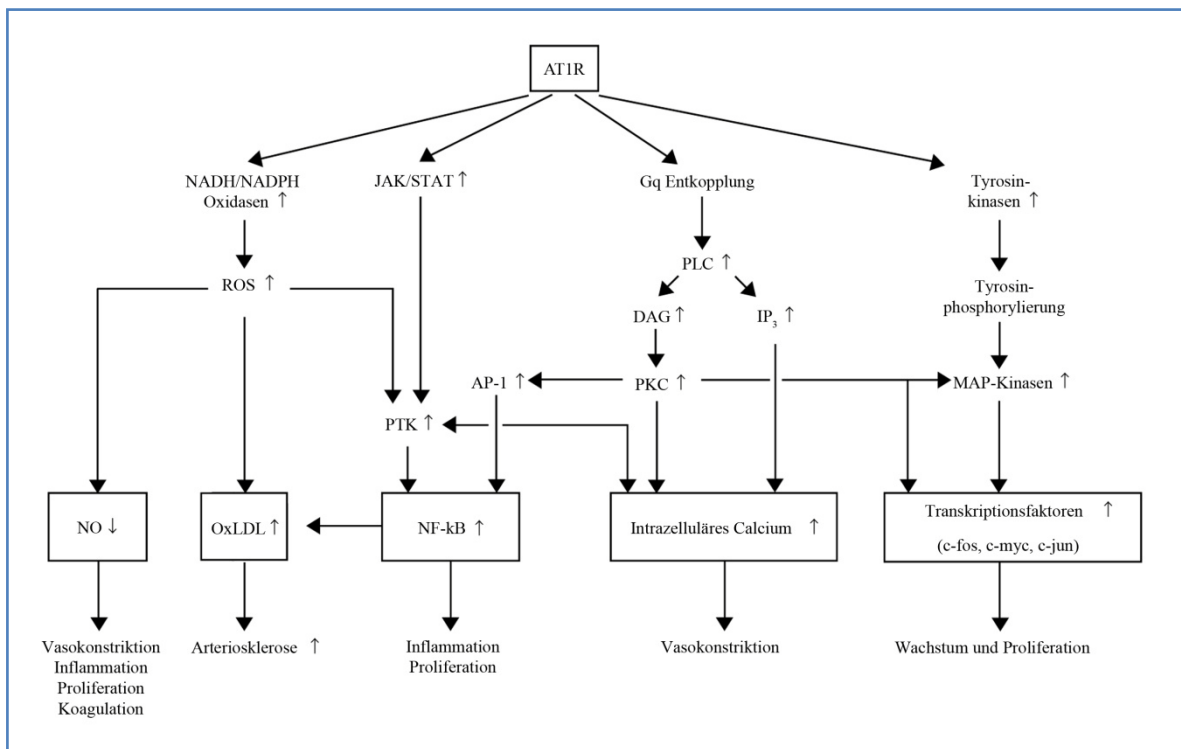 AT1R
NADH/NADPH
Oxidasen ↑
JAK/STAT ↑
Gq Entkopplung
Tyrosin-
kinasen ↑
PLC ↑
ROS ↑
Tyrosin-
phosphorylierung
DAG ↑
IP₃ ↑
AP-1 ↑
PKC ↑
MAP-Kinasen ↑
PTK ↑
NO ↓
OxLDL ↑
NF-kB ↑
Intrazelluläres Calcium ↑
Transkriptionsfaktoren ↑
(c-fos, c-myc, c-jun)
Vasokonstriktion
Inflammation
Proliferation
Koagulation
Arteriosklerose ↑
Inflammation
Proliferation
Vasokonstriktion
Wachstum und Proliferation